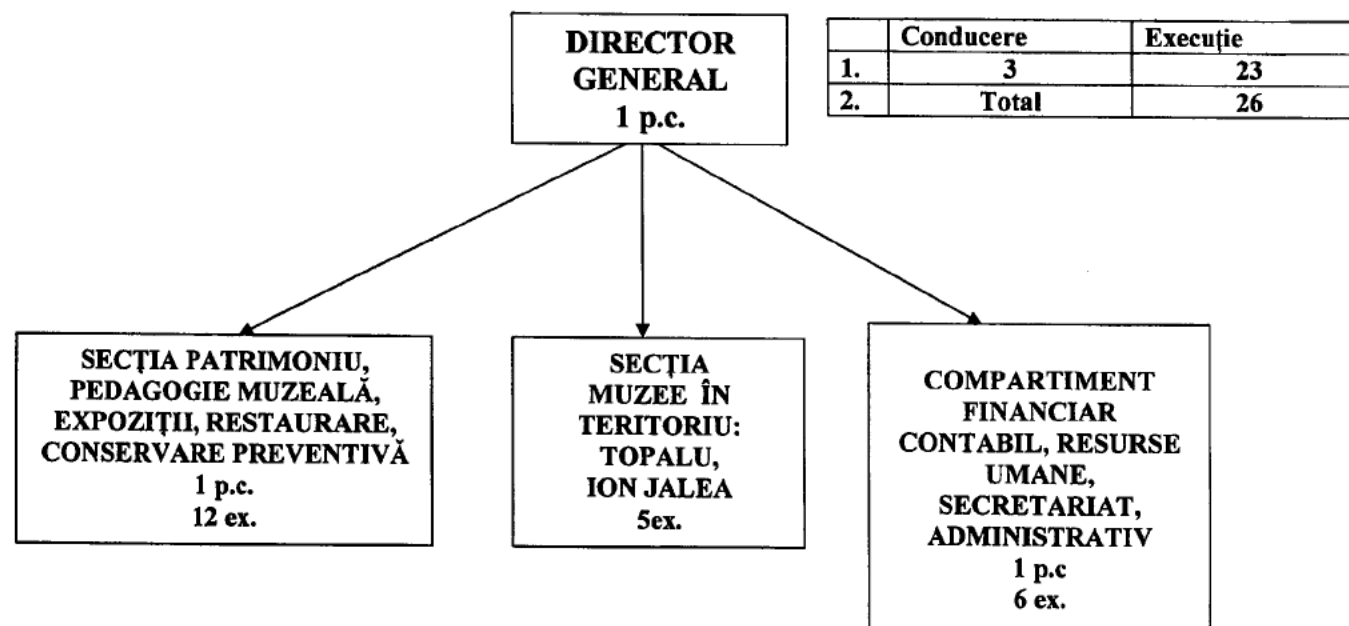 DIRECTOR
GENERAL
1 p.c.
Conducere Execuție
1. 3 23
2. Total 26
SECȚIA PATRIMONIU,
PEDAGOGIE MUZEALĂ,
EXPOZIȚII, RESTAURARE,
CONSERVARE PREVENTIVĂ
1 p.c.
12 ex.
SECȚIA
MUZEE ÎN
TERITORIU:
TOPALU,
ION JALEA
5ex.
COMPARTIMENT
FINANCIAR
CONTABIL, RESURSE
UMANE,
SECRETARIAT,
ADMINISTRATIV
1 p.c
6 ex.